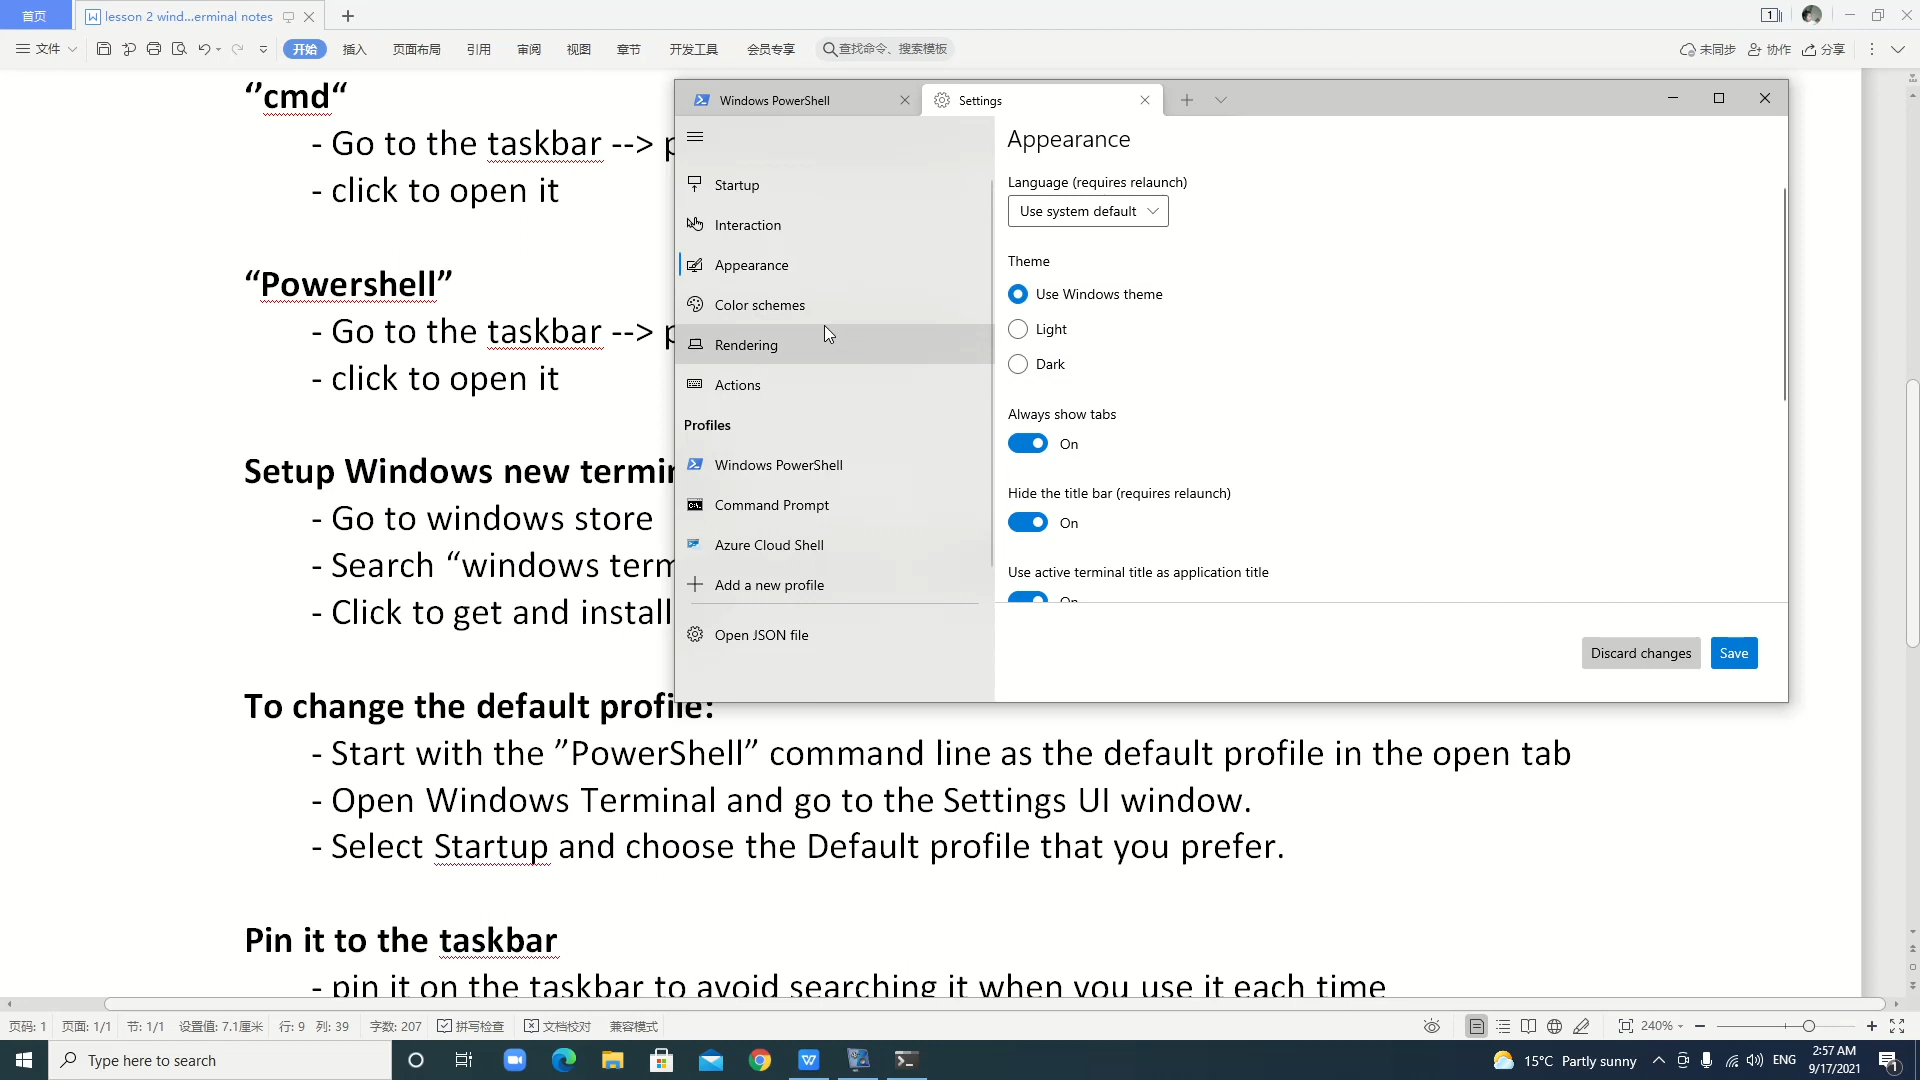 首页
lesson 2 wind...erminal notes
1
文件
开始
插入
页面布局
引用
审阅
视图
章节
开发工具
会员专享
查找命令、搜索模板
未同步
协作
分享
‘’cmd“
- Go to the taskbar --> p
- click to open it
“Powershell”
- Go to the taskbar --> p
- click to open it
Setup Windows new termin
- Go to windows store
- Search “windows term
- Click to get and install
To change the default profile:
- Start with the ”PowerShell” command line as the default profile in the open tab
- Open Windows Terminal and go to the Settings UI window.
- Select Startup and choose the Default profile that you prefer.
Pin it to the taskbar
- pin it on the taskbar to avoid searching it when you use it each time
Windows PowerShell
Settings
Startup
Interaction
Appearance
Color schemes
Rendering
Actions
Profiles
Windows PowerShell
Command Prompt
Azure Cloud Shell
Add a new profile
Open JSON file
Appearance
Language (requires relaunch)
Use system default
Theme
Use Windows theme
Light
Dark
Always show tabs
On
Hide the title bar (requires relaunch)
On
Use active terminal title as application title
On
Discard changes
Save
页码: 1
页面: 1/1
节: 1/1
设置值: 7.1厘米
行: 9
列: 39
字数: 207
拼写检查
文档校对
兼容模式
240%
Type here to search
15°C Partly sunny
ENG
2:57 AM
9/17/2021
1